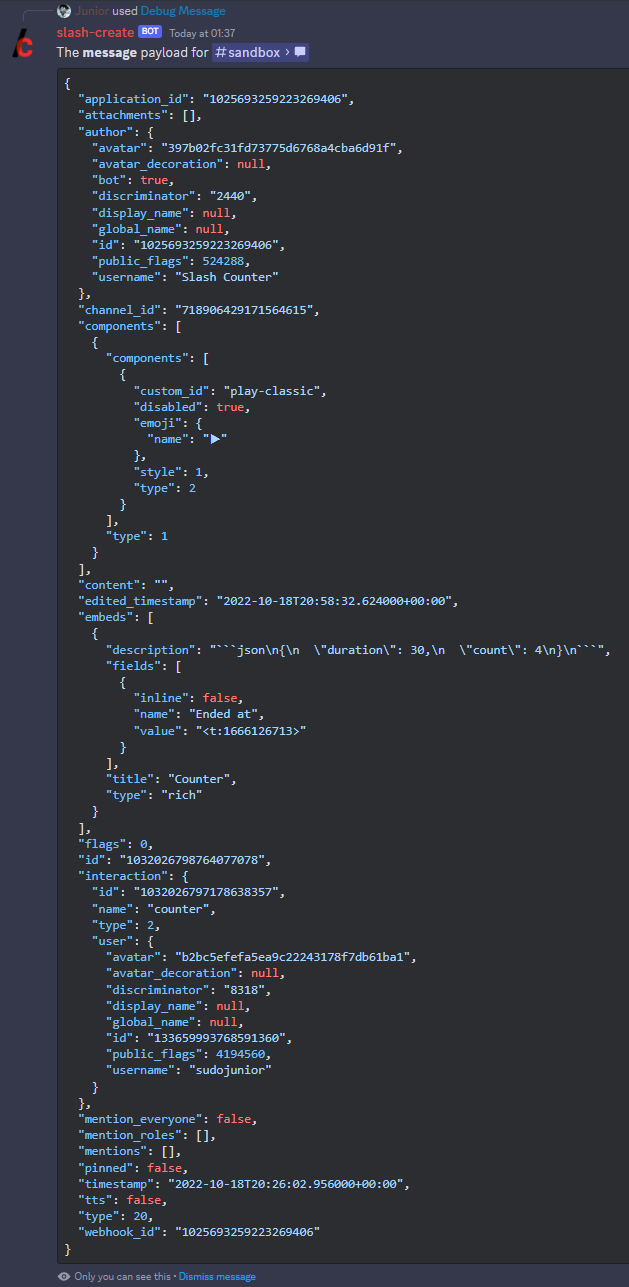 Junior used Debug Message
slash-create BOT Today at 01:37
The message payload for # sandbox ›
{
  "application_id": "1025693259223269406",
  "attachments": [],
  "author": {
    "avatar": "397b02fc31fd73775d6768a4cba6d91f",
    "avatar_decoration": null,
    "bot": true,
    "discriminator": "2440",
    "display_name": null,
    "global_name": null,
    "id": "1025693259223269406",
    "public_flags": 524288,
    "username": "Slash Counter"
  },
  "channel_id": "718906429171564615",
  "components": [
    {
      "components": [
        {
          "custom_id": "play-classic",
          "disabled": true,
          "emoji": {
            "name": "▶"
          },
          "style": 1,
          "type": 2
        }
      ],
      "type": 1
    }
  ],
  "content": "",
  "edited_timestamp": "2022-10-18T20:58:32.624000+00:00",
  "embeds": [
    {
      "description": "```json\n{\n  \"duration\": 30,\n  \"count\": 4\n}\n```",
      "fields": [
        {
          "inline": false,
          "name": "Ended at",
          "value": "<t:1666126713>"
        }
      ],
      "title": "Counter",
      "type": "rich"
    }
  ],
  "flags": 0,
  "id": "1032026798764077078",
  "interaction": {
    "id": "1032026797178638357",
    "name": "counter",
    "type": 2,
    "user": {
      "avatar": "b2bc5efefa5ea9c22243178f7db61ba1",
      "avatar_decoration": null,
      "discriminator": "8318",
      "display_name": null,
      "global_name": null,
      "id": "133659993768591360",
      "public_flags": 4194560,
      "username": "sudojunior"
    }
  },
  "mention_everyone": false,
  "mention_roles": [],
  "mentions": [],
  "pinned": false,
  "timestamp": "2022-10-18T20:26:02.956000+00:00",
  "tts": false,
  "type": 20,
  "webhook_id": "1025693259223269406"
}
Only you can see this • Dismiss message